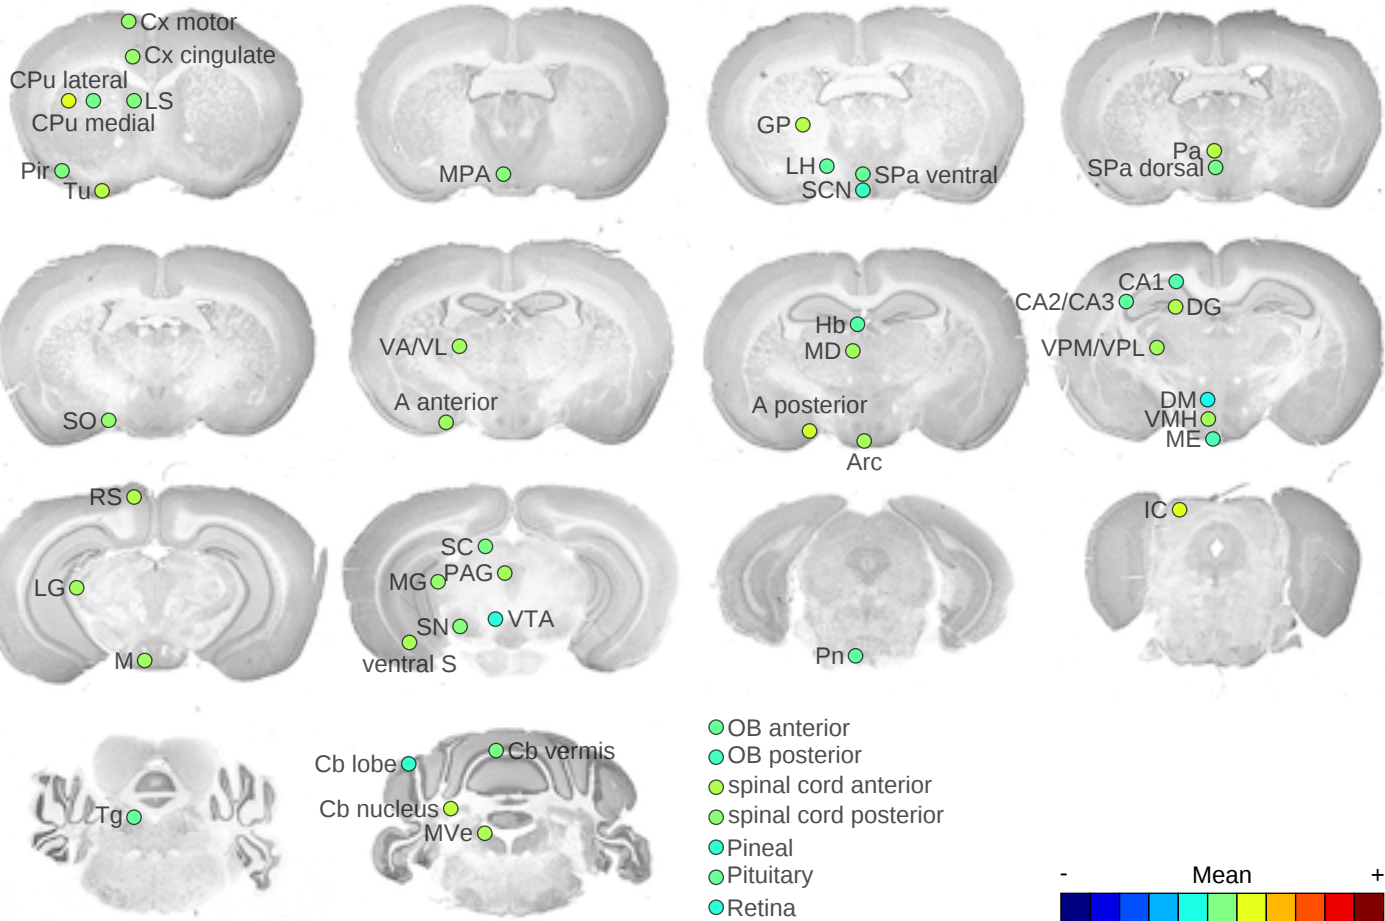 Cx motor
Cx cingulate
CPu lateral
LS
CPu medial
Pir
Tu
MPA
GP
LH
SPa ventral
SCN
Pa
SPa dorsal
SO
VA/VL
A anterior
Hb
MD
A posterior
Arc
CA1
CA2/CA3
DG
VPM/VPL
DM
VMH
ME
RS
LG
M
SC
PAG
MG
VTA
SN
ventral S
Pn
IC
Tg
Cb vermis
Cb lobe
Cb nucleus
MVe
OB anterior
OB posterior
spinal cord anterior
spinal cord posterior
Pineal
Pituitary
Retina
- Mean +